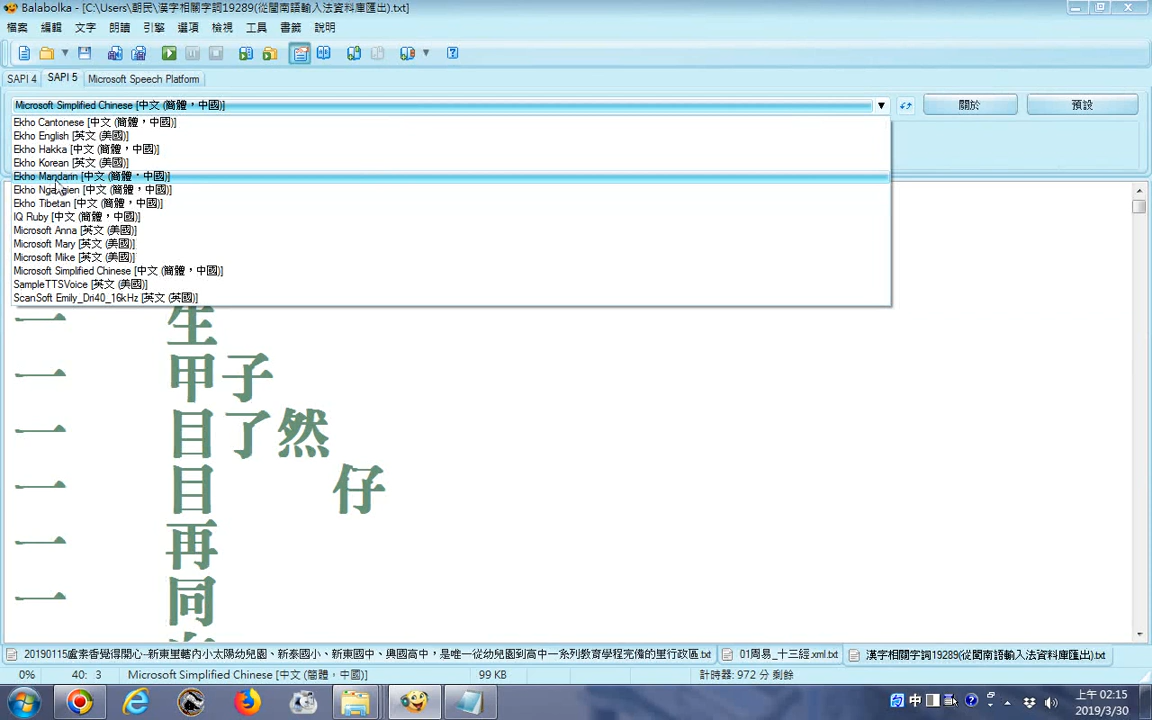 Balabolka - [C:\Users\朝民\漢字相關字詞19289(從閩南語輸入法資料庫匯出).txt]
檔案 編輯 文字 朗讀 引擎 選項 檢視 工具 書籤 說明
SAPI 4 SAPI 5 Microsoft Speech Platform
Microsoft Simplified Chinese [中文 (簡體，中國)] 關於 預設
Ekho Cantonese [中文 (簡體，中國)]
Ekho English [英文 (美國)]
Ekho Hakka [中文 (簡體，中國)]
Ekho Korean [英文 (美國)]
Ekho Mandarin [中文 (簡體，中國)]
Ekho [中文 (簡體，中國)]
Ekho Tibetan [中文 (簡體，中國)]
IQ Ruby [中文 (簡體，中國)]
Microsoft Anna [英文 (美國)]
Microsoft Mary [英文 (美國)]
Microsoft Mike [英文 (美國)]
Microsoft Simplified Chinese [中文 (簡體，中國)]
SampleTTSVoice [英文 (美國)]
ScanSoft Emily_Dri40_16kHz [英文 (英國)]
一 生
一 甲子
一 目了然
一 目 仔
一 再
一 同
20190115盧素香覺得開心--新東里轄內小太陽幼兒園、新泰國小、新東國中、興國高中，是唯一從幼兒園到高中一系列教育學程完備的里行政區.txt 01周易_十三經.xml.txt 漢字相關字詞19289(從閩南語輸入法資料庫匯出).txt
0% 40: 3 Microsoft Simplified Chinese [中文 (簡體，中國)] 99 KB 計時器: 972 分 剩餘
中 上午 02:15
2019/3/30